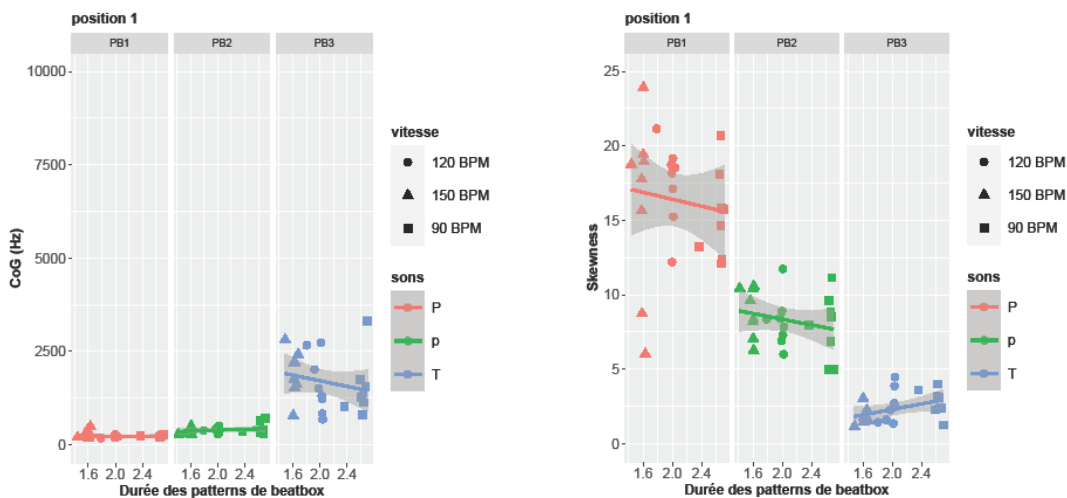 position 1
PB1 PB2 PB3
10000
7500
5000
2500
0
CoG (Hz)
1.6 2.0 2.4 1.6 2.0 2.4 1.6 2.0 2.4
Durée des patterns de beatbox
vitesse
120 BPM
150 BPM
90 BPM
sons
P
p
T
position 1
PB1 PB2 PB3
25
20
15
10
5
0
Skewness
1.6 2.0 2.4 1.6 2.0 2.4 1.6 2.0 2.4
Durée des patterns de beatbox
vitesse
120 BPM
150 BPM
90 BPM
sons
P
p
T